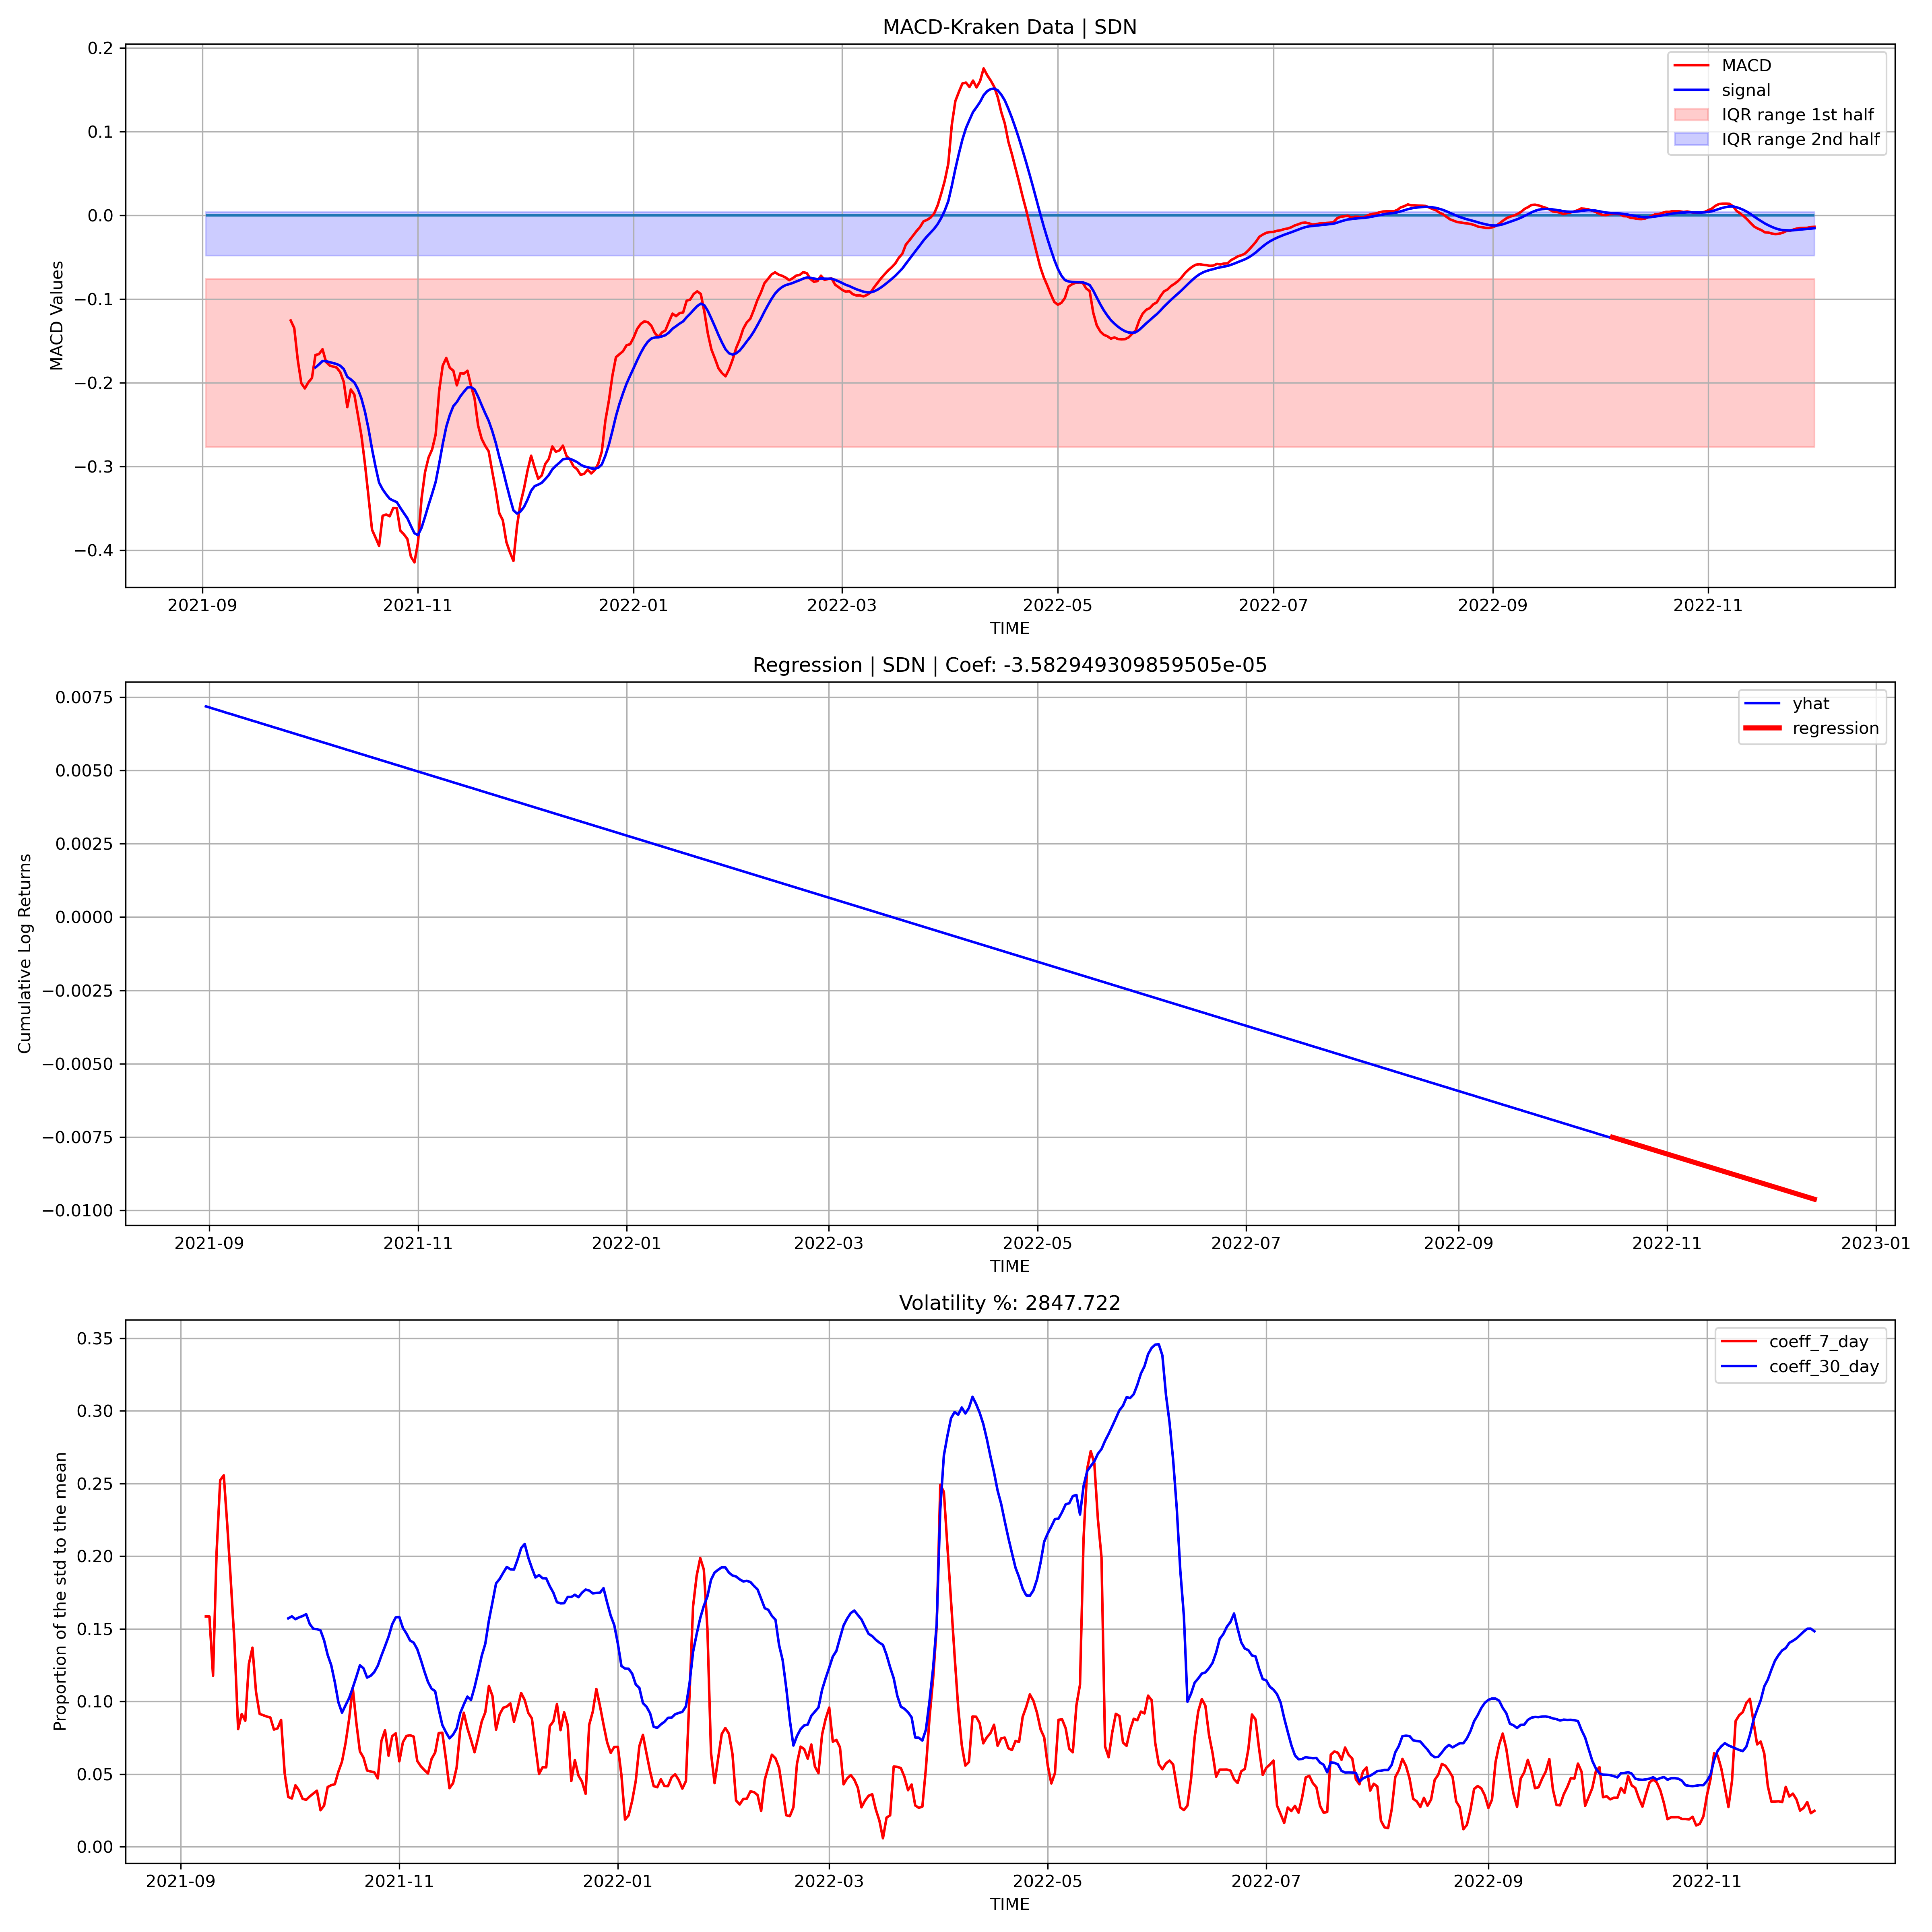 MACD-Kraken Data | SDN
MACD
signal
IQR range 1st half
IQR range 2nd half
MACD Values
0.2
0.1
0.0
−0.1
−0.2
−0.3
−0.4
2021-09 2021-11 2022-01 2022-03 2022-05 2022-07 2022-09 2022-11
TIME
Regression | SDN | Coef: -3.582949309859505e-05
yhat
regression
Cumulative Log Returns
0.0075
0.0050
0.0025
0.0000
−0.0025
−0.0050
−0.0075
−0.0100
2021-09 2021-11 2022-01 2022-03 2022-05 2022-07 2022-09 2022-11 2023-01
TIME
Volatility %: 2847.722
coeff_7_day
coeff_30_day
Proportion of the std to the mean
0.35
0.30
0.25
0.20
0.15
0.10
0.05
0.00
2021-09 2021-11 2022-01 2022-03 2022-05 2022-07 2022-09 2022-11
TIME